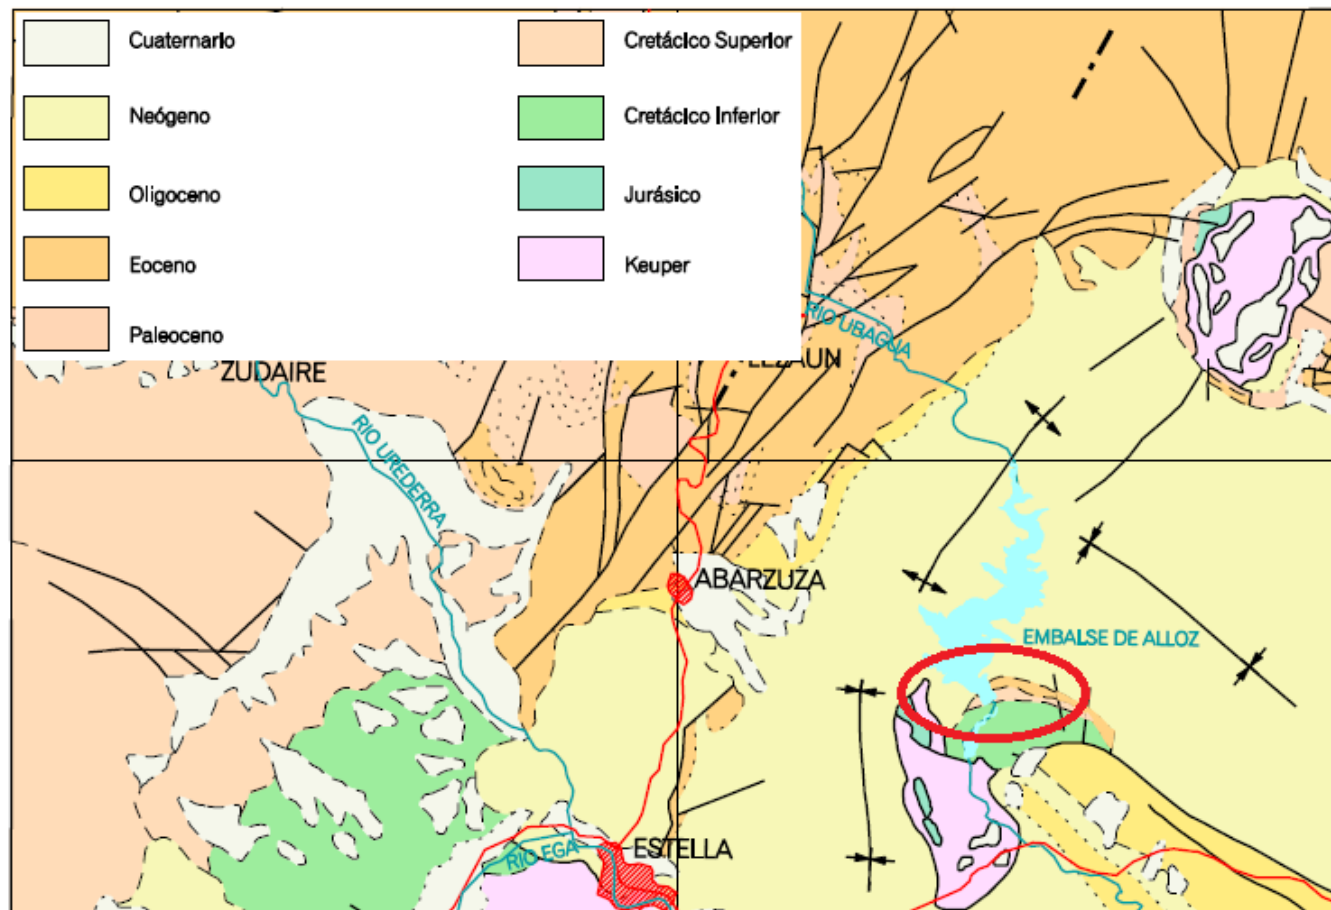 Cuaternario
Neógeno
Oligoceno
Eoceno
Paleoceno
Cretácico Superior
Cretácico Inferior
Jurásico
Keuper
ZUDAIRE
LEZAUN
RIO UBAGUA
RIO UREDERRA
ABARZUZA
EMBALSE DE ALLOZ
RIO EGA
ESTELLA